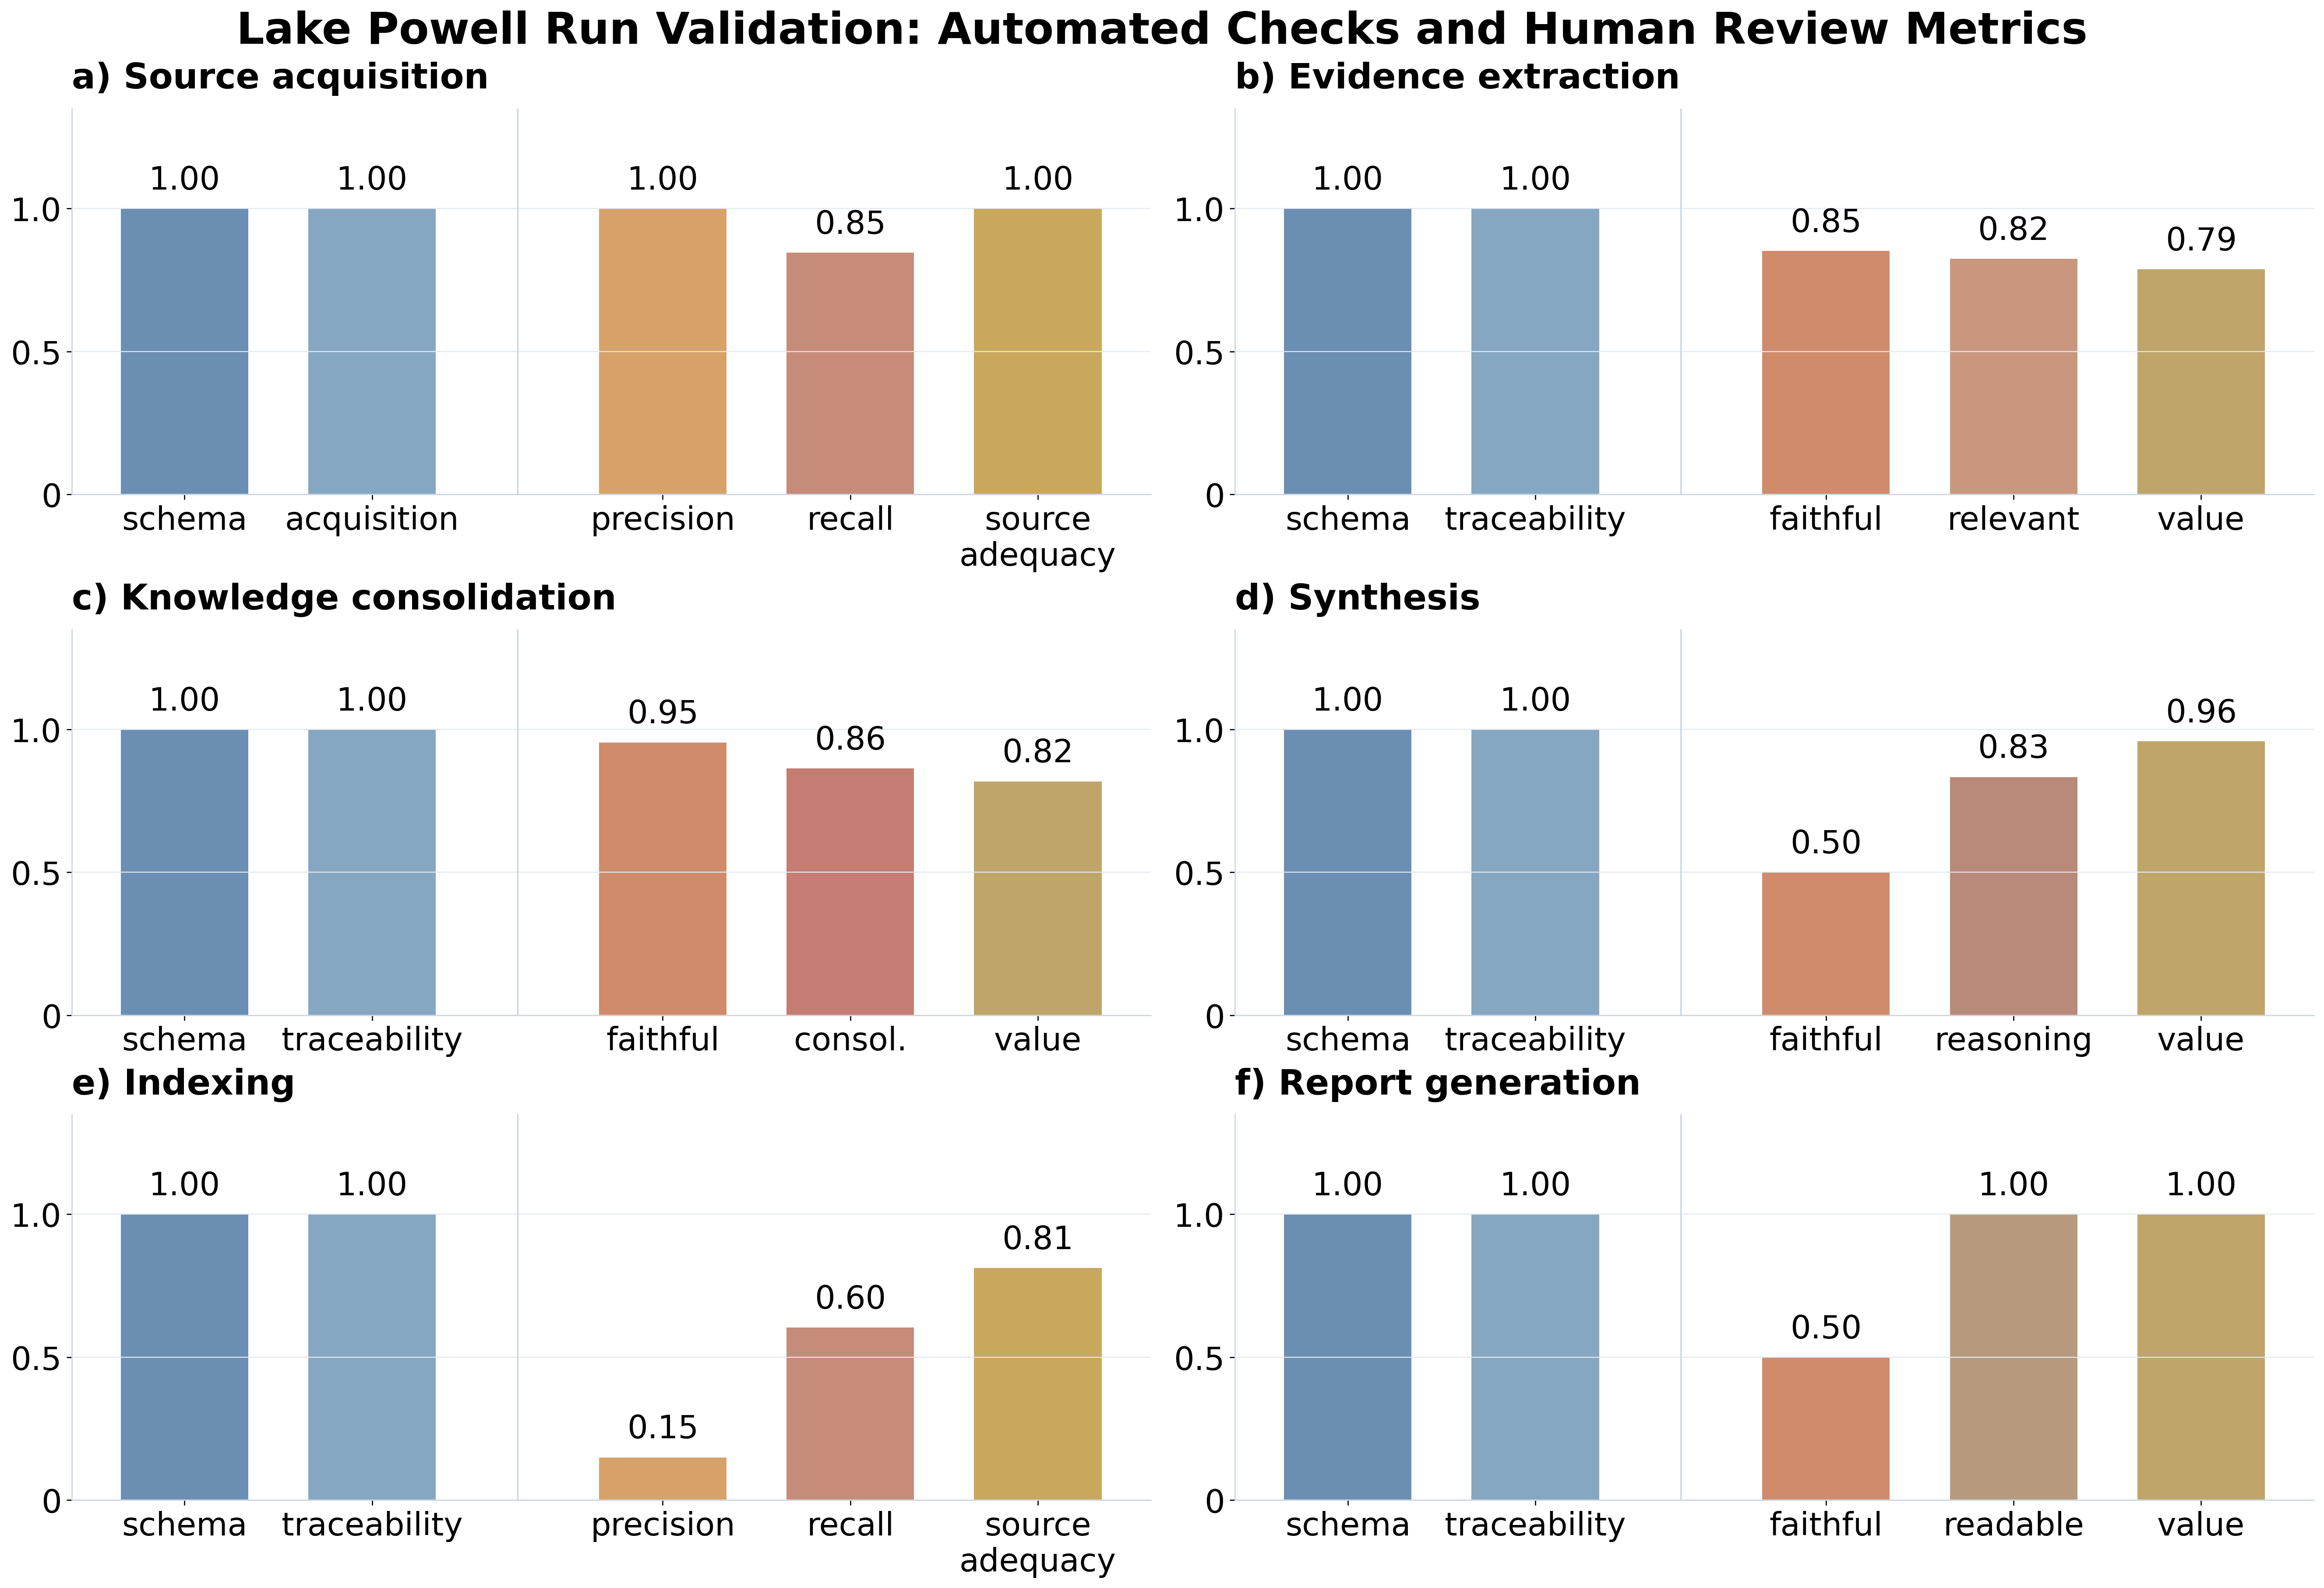 Lake Powell Run Validation: Automated Checks and Human Review Metrics
a) Source acquisition
1.00 1.00 1.00 0.85 1.00
1.0
0.5
0
schema acquisition precision recall source
adequacy
b) Evidence extraction
1.00 1.00 0.85 0.82 0.79
1.0
0.5
0
schema traceability faithful relevant value
c) Knowledge consolidation
1.00 1.00 0.95 0.86 0.82
1.0
0.5
0
schema traceability faithful consol. value
d) Synthesis
1.00 1.00 0.50 0.83 0.96
1.0
0.5
0
schema traceability faithful reasoning value
e) Indexing
1.00 1.00 0.15 0.60 0.81
1.0
0.5
0
schema traceability precision recall source
adequacy
f) Report generation
1.00 1.00 0.50 1.00 1.00
1.0
0.5
0
schema traceability faithful readable value